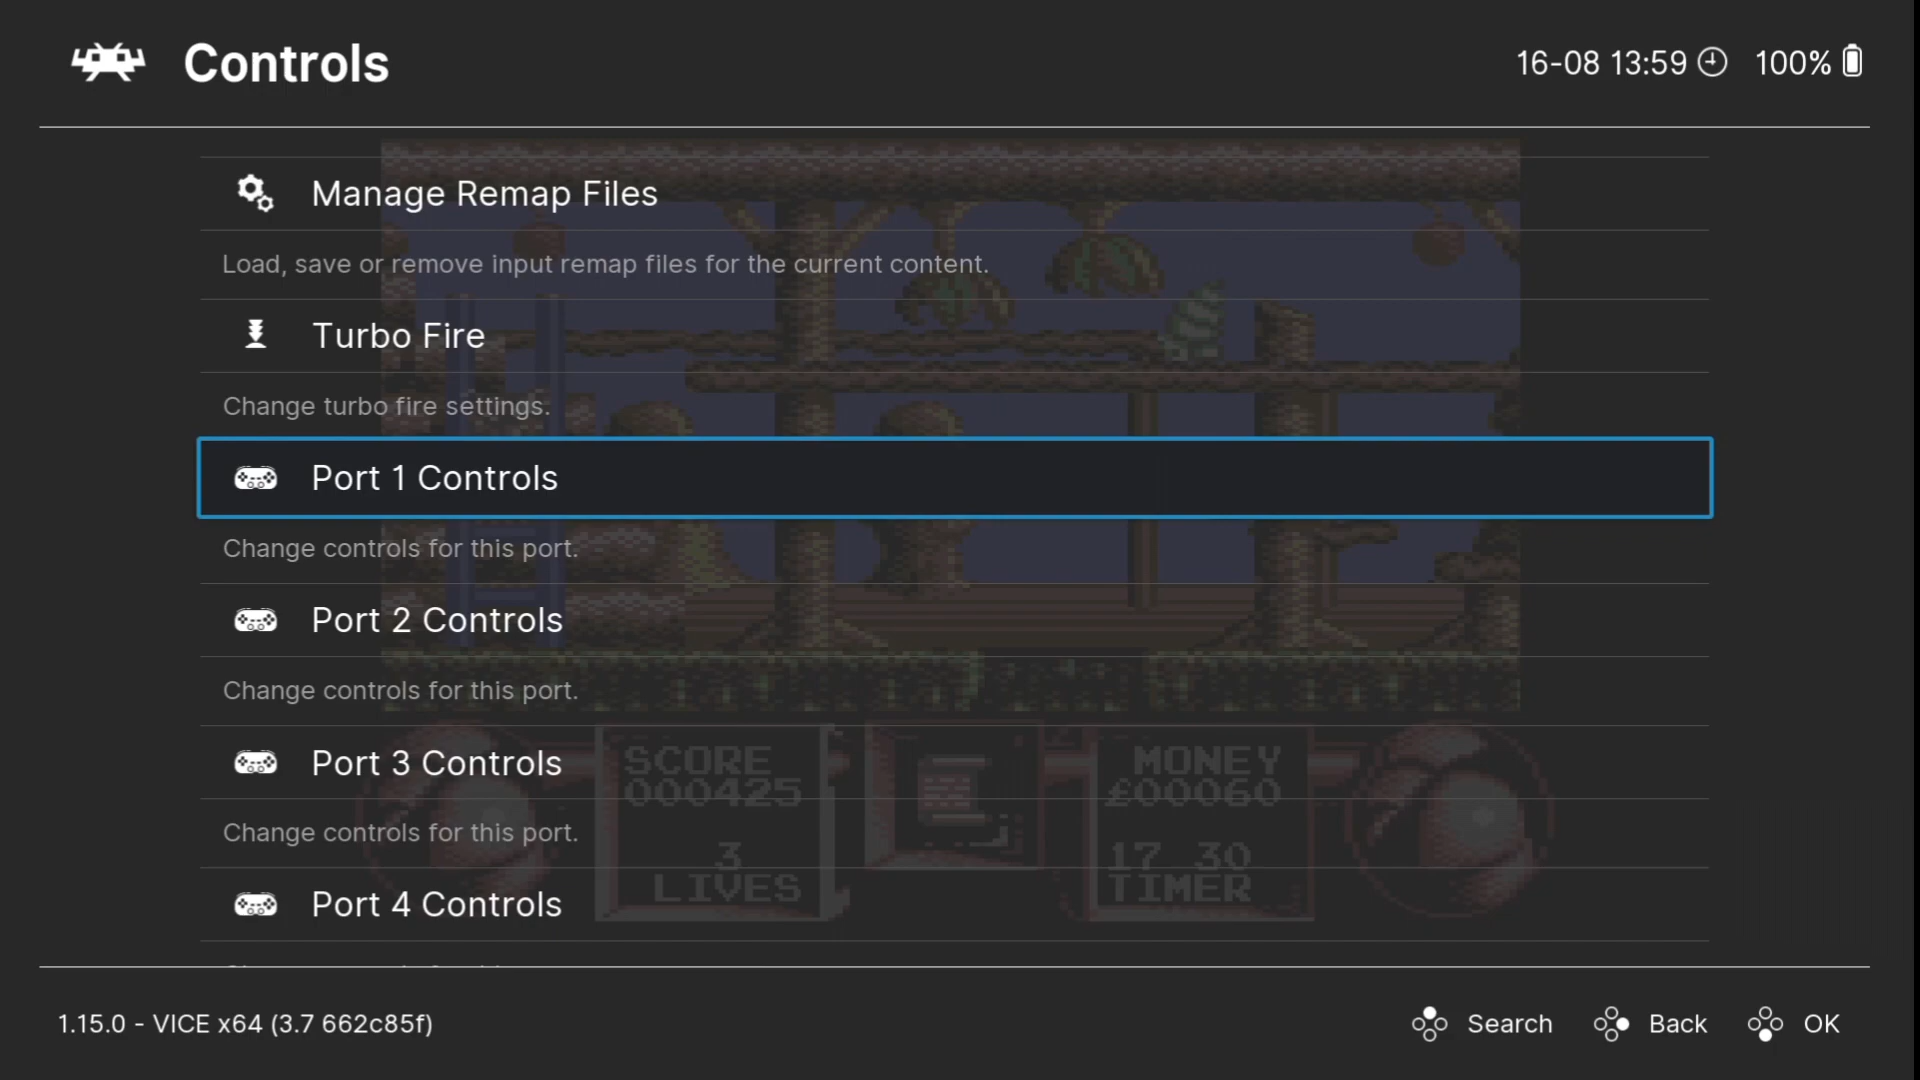 Controls
16-08 13:59 100%
Manage Remap Files
Load, save or remove input remap files for the current content.
Turbo Fire
Change turbo fire settings.
Port 1 Controls
Change controls for this port.
Port 2 Controls
Change controls for this port.
Port 3 Controls
Change controls for this port.
Port 4 Controls
SCORE
000425
3
LIVES
MONEY
£00060
17 30
TIMER
1.15.0 - VICE x64 (3.7 662c85f)
Search Back OK